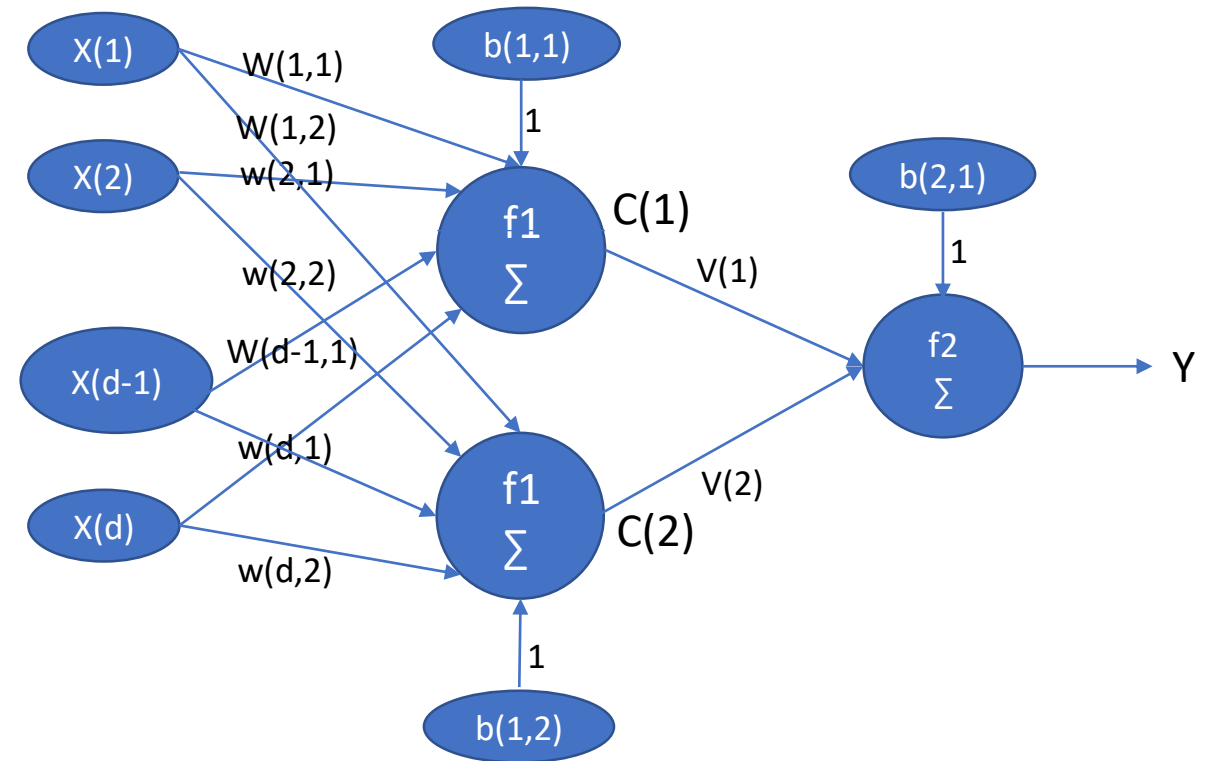 X(1)
b(1,1)
W(1,1)
1
W(1,2)
X(2)
w(2,1)
b(2,1)
f1
∑
C(1)
1
V(1)
w(2,2)
W(d-1,1)
X(d-1)
f2
∑
Y
w(d,1)
V(2)
f1
∑
C(2)
X(d)
w(d,2)
1
b(1,2)